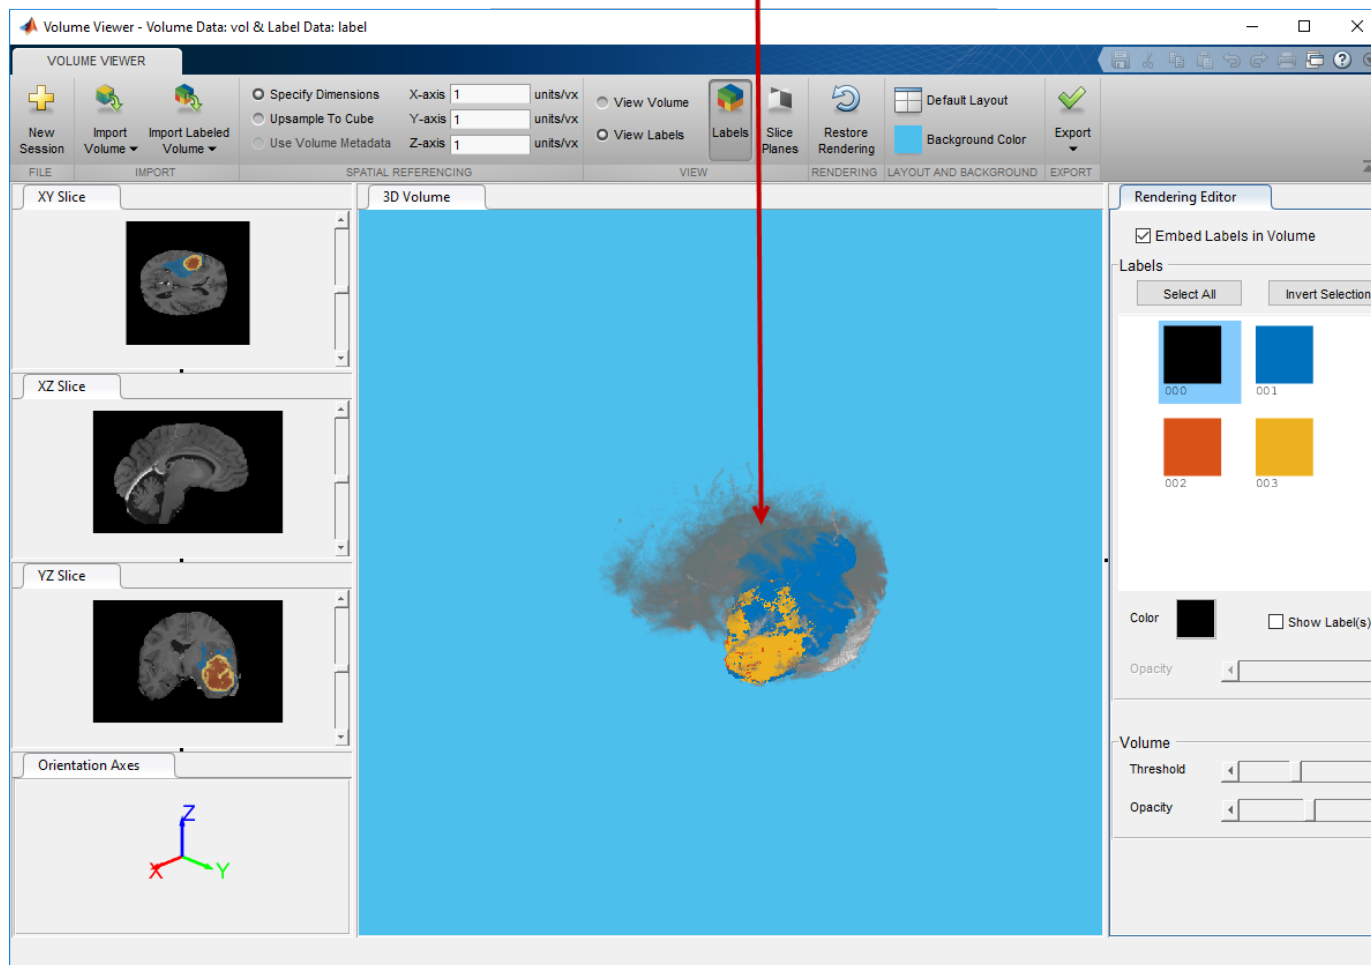 Volume Viewer - Volume Data: vol & Label Data: label
VOLUME VIEWER
New Session
Import Volume
Import Labeled Volume
Specify Dimensions
Upsample To Cube
Use Volume Metadata
X-axis 1 units/vx
Y-axis 1 units/vx
Z-axis 1 units/vx
View Volume
View Labels
Labels
Slice Planes
Restore Rendering
Default Layout
Background Color
Export
FILE
IMPORT
SPATIAL REFERENCING
VIEW
RENDERING
LAYOUT AND BACKGROUND
EXPORT
XY Slice
XZ Slice
YZ Slice
Orientation Axes
Z
X
Y
3D Volume
Rendering Editor
Embed Labels in Volume
Labels
Select All
Invert Selection
000
001
002
003
Color
Show Label(s)
Opacity
Volume
Threshold
Opacity